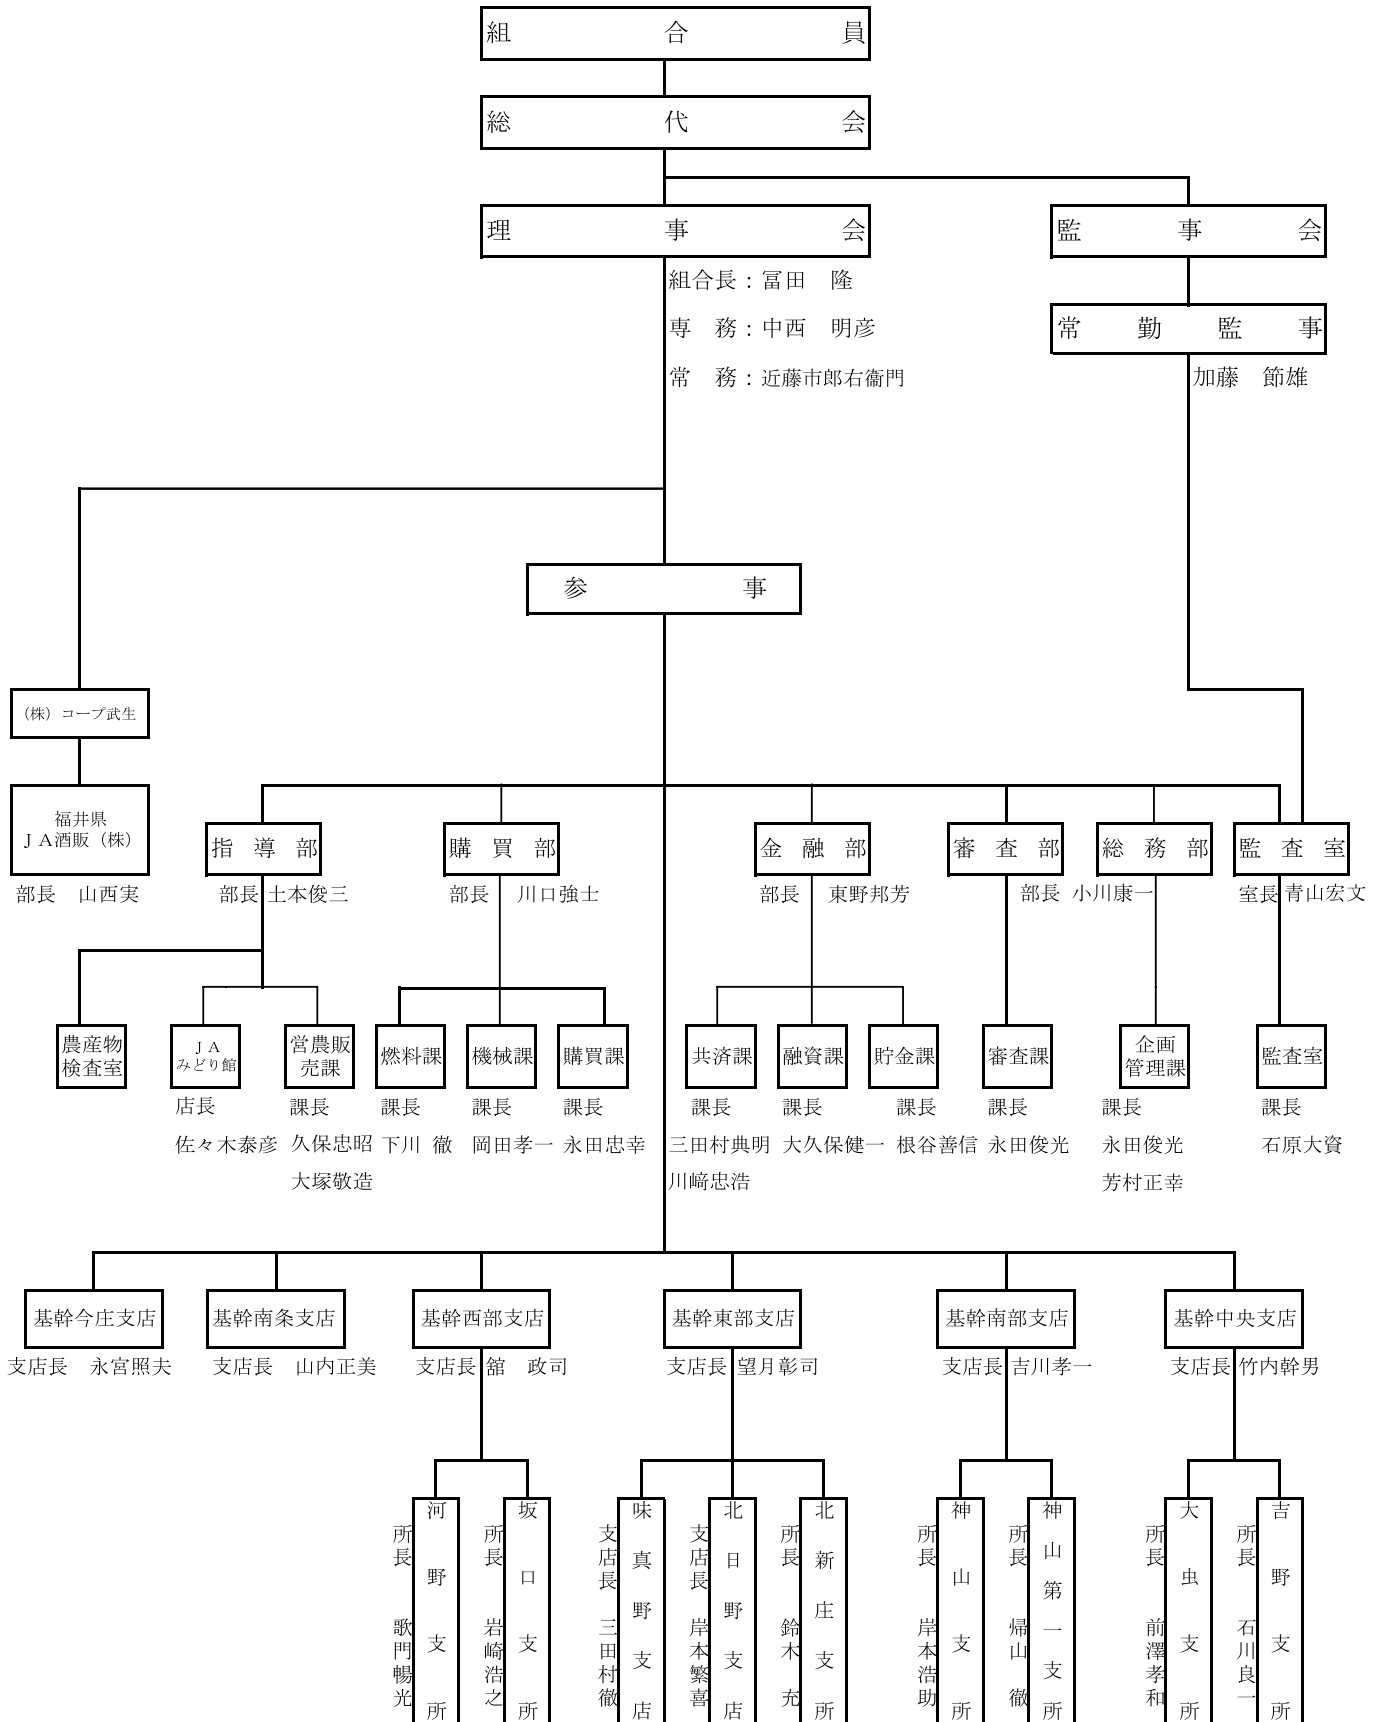 組合員
総代会
理事会
監事会
組合長：冨田　隆
専　務：中西　明彦
常　務：近藤市郎右衞門
常勤監事
加藤　節雄
参事
（株）コープ武生
福井県
ＪＡ酒販（株）
部長　山西実
指導部
部長 土本俊三
購買部
部長　川口強士
金融部
部長　東野邦芳
審査部
総務部
部長 小川康一
監査室
室長 青山宏文
農産物
検査室
ＪＡ
みどり館
店長
佐々木泰彦
営農販
売課
課長
久保忠昭
大塚敬造
燃料課
課長
下川　徹
機械課
課長
岡田孝一
購買課
課長
永田忠幸
共済課
課長
三田村典明
川﨑忠浩
融資課
課長
大久保健一
貯金課
課長
根谷善信
審査課
課長
永田俊光
企画
管理課
課長
永田俊光
芳村正幸
監査室
課長
石原大資
基幹今庄支店
支店長　永宮照夫
基幹南条支店
支店長　山内正美
基幹西部支店
支店長 舘　政司
基幹東部支店
支店長 望月彰司
基幹南部支店
支店長 吉川孝一
基幹中央支店
支店長 竹内幹男
河野支所
所長　歌門暢光
坂口支所
所長　岩崎浩之
味真野支店
支店長　三田村徹
北日野支店
支店長　岸本繁喜
北新庄支所
所長　鈴木　充
神山支所
所長　岸本浩助
神山第一支所
所長　帰山　徹
大虫支所
所長　前澤孝和
吉野支所
所長　石川良一